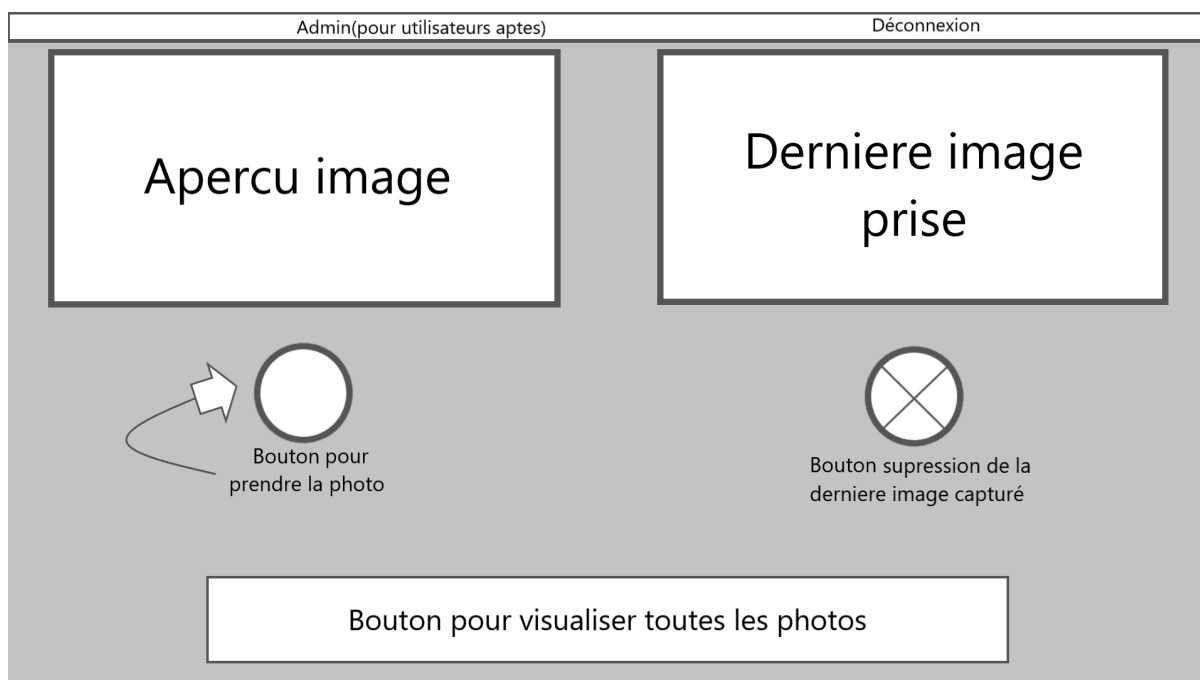 Admin(pour utilisateurs aptes)
Déconnexion
Apercu image
Derniere image
prise
Bouton pour
prendre la photo
Bouton supression de la
derniere image capturé
Bouton pour visualiser toutes les photos